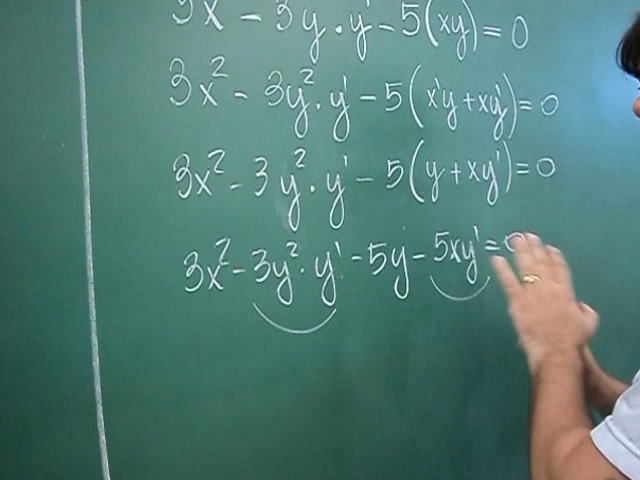 3x - 3y · y' - 5(xy) = 0
3x² - 3y² · y' - 5(x'y + xy') = 0
3x² - 3y² · y' - 5(y + xy') = 0
3x² - 3y² · y' - 5y - 5xy' = 0